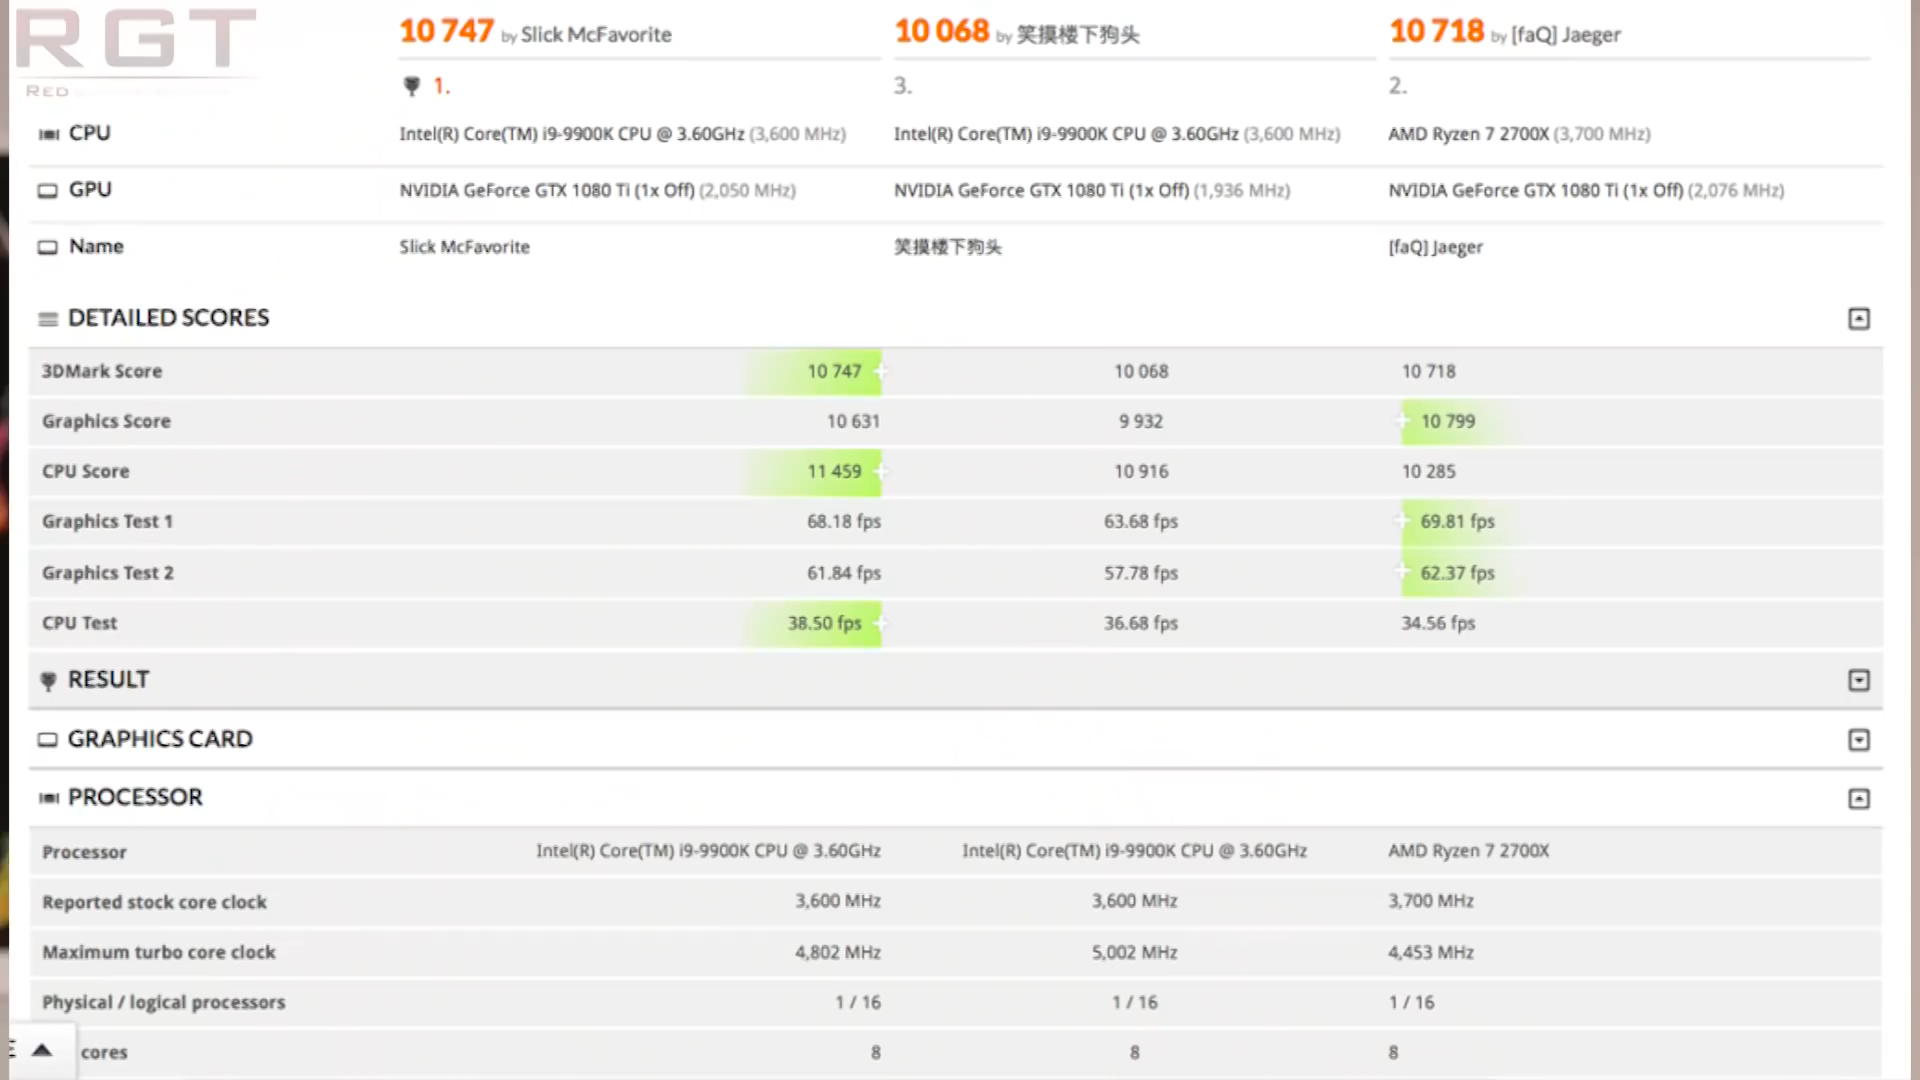 RGT
RED
10 747 by Slick McFavorite
10 068 by 笑摸楼下狗头
10 718 by [faQ] Jaeger
1.
3.
2.
CPU
Intel(R) Core(TM) i9-9900K CPU @ 3.60GHz (3,600 MHz)
Intel(R) Core(TM) i9-9900K CPU @ 3.60GHz (3,600 MHz)
AMD Ryzen 7 2700X (3,700 MHz)
GPU
NVIDIA GeForce GTX 1080 Ti (1x Off) (2,050 MHz)
NVIDIA GeForce GTX 1080 Ti (1x Off) (1,936 MHz)
NVIDIA GeForce GTX 1080 Ti (1x Off) (2,076 MHz)
Name
Slick McFavorite
笑摸楼下狗头
[faQ] Jaeger
DETAILED SCORES
3DMark Score
10 747
10 068
10 718
Graphics Score
10 631
9 932
10 799
CPU Score
11 459
10 916
10 285
Graphics Test 1
68.18 fps
63.68 fps
69.81 fps
Graphics Test 2
61.84 fps
57.78 fps
62.37 fps
CPU Test
38.50 fps
36.68 fps
34.56 fps
RESULT
GRAPHICS CARD
PROCESSOR
Processor
Intel(R) Core(TM) i9-9900K CPU @ 3.60GHz
Intel(R) Core(TM) i9-9900K CPU @ 3.60GHz
AMD Ryzen 7 2700X
Reported stock core clock
3,600 MHz
3,600 MHz
3,700 MHz
Maximum turbo core clock
4,802 MHz
5,002 MHz
4,453 MHz
Physical / logical processors
1 / 16
1 / 16
1 / 16
cores
8
8
8